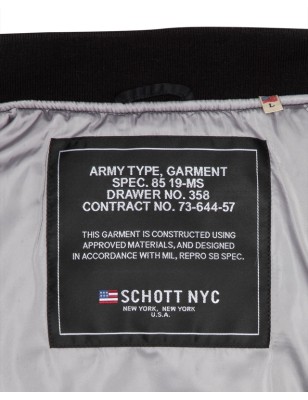 L
ARMY TYPE, GARMENT
SPEC. 85 19-MS
DRAWER NO. 358
CONTRACT NO. 73-644-57
THIS GARMENT IS CONSTRUCTED USING
APPROVED MATERIALS, AND DESIGNED
IN ACCORDANCE WITH MIL, REPRO SB SPEC.
SCHOTT NYC
NEW YORK, NEW YORK
U.S.A.